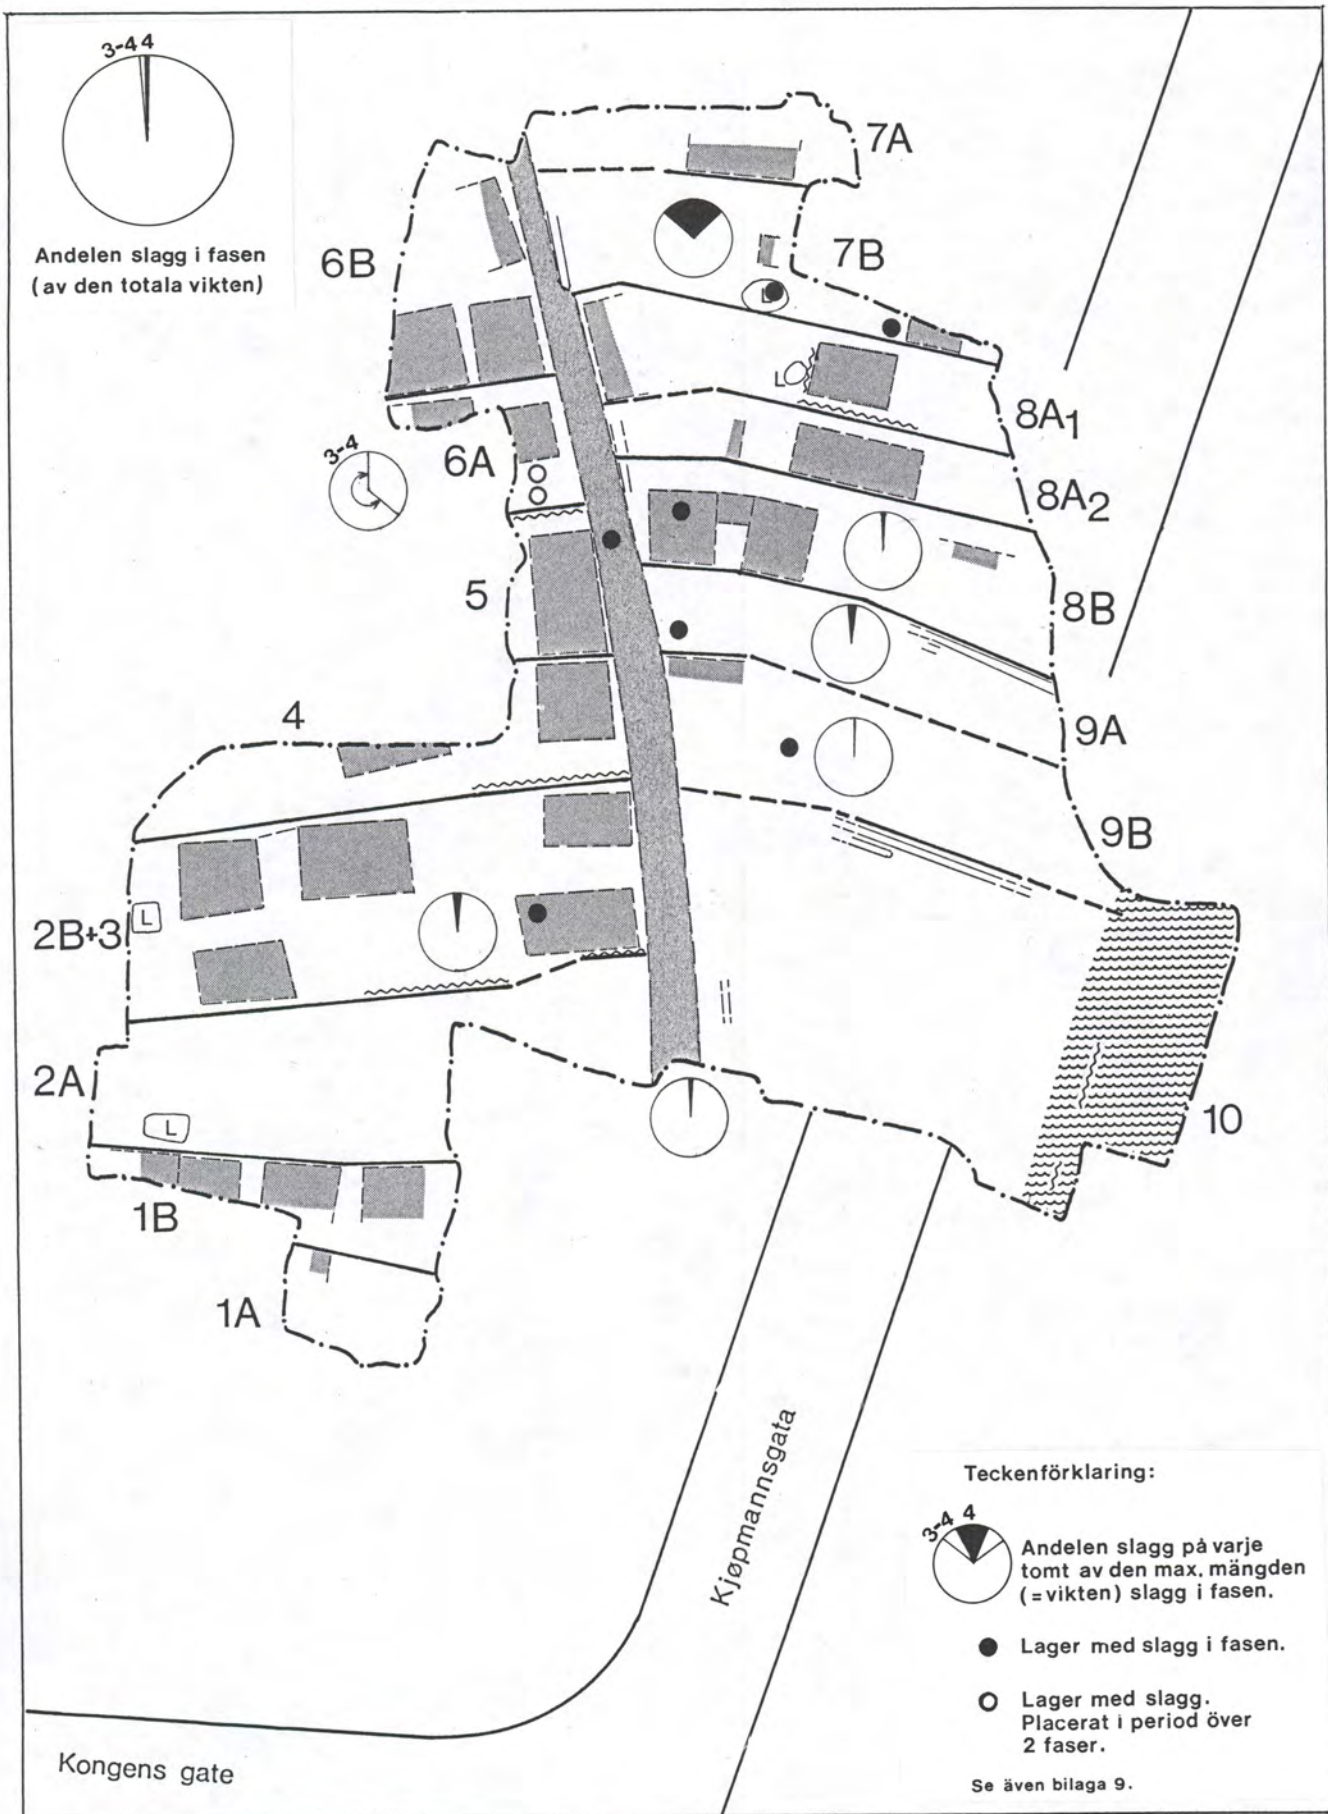 3-4 4
Andelen slagg i fasen
(av den totala vikten)
7A
6B
7B
L
L
8A1
3-4
6A
8A2
5
8B
4
9A
9B
2B+3
L
2A
L
10
1B
1A
Kjøpmannsgata
Kongens gate
Teckenförklaring:
3-4 4
Andelen slagg på varje
tomt av den max. mängden
(=vikten) slagg i fasen.
Lager med slagg i fasen.
Lager med slagg.
Placerat i period över
2 faser.
Se även bilaga 9.